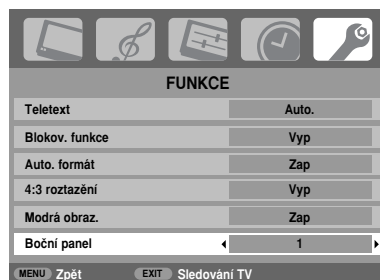 FUNKCE
Teletext Auto.
Blokov. funkce Vyp
Auto. formát Zap
4:3 roztazění Vyp
Modrá obraz. Zap
Boční panel 1
MENU Zpět EXIT Sledování TV